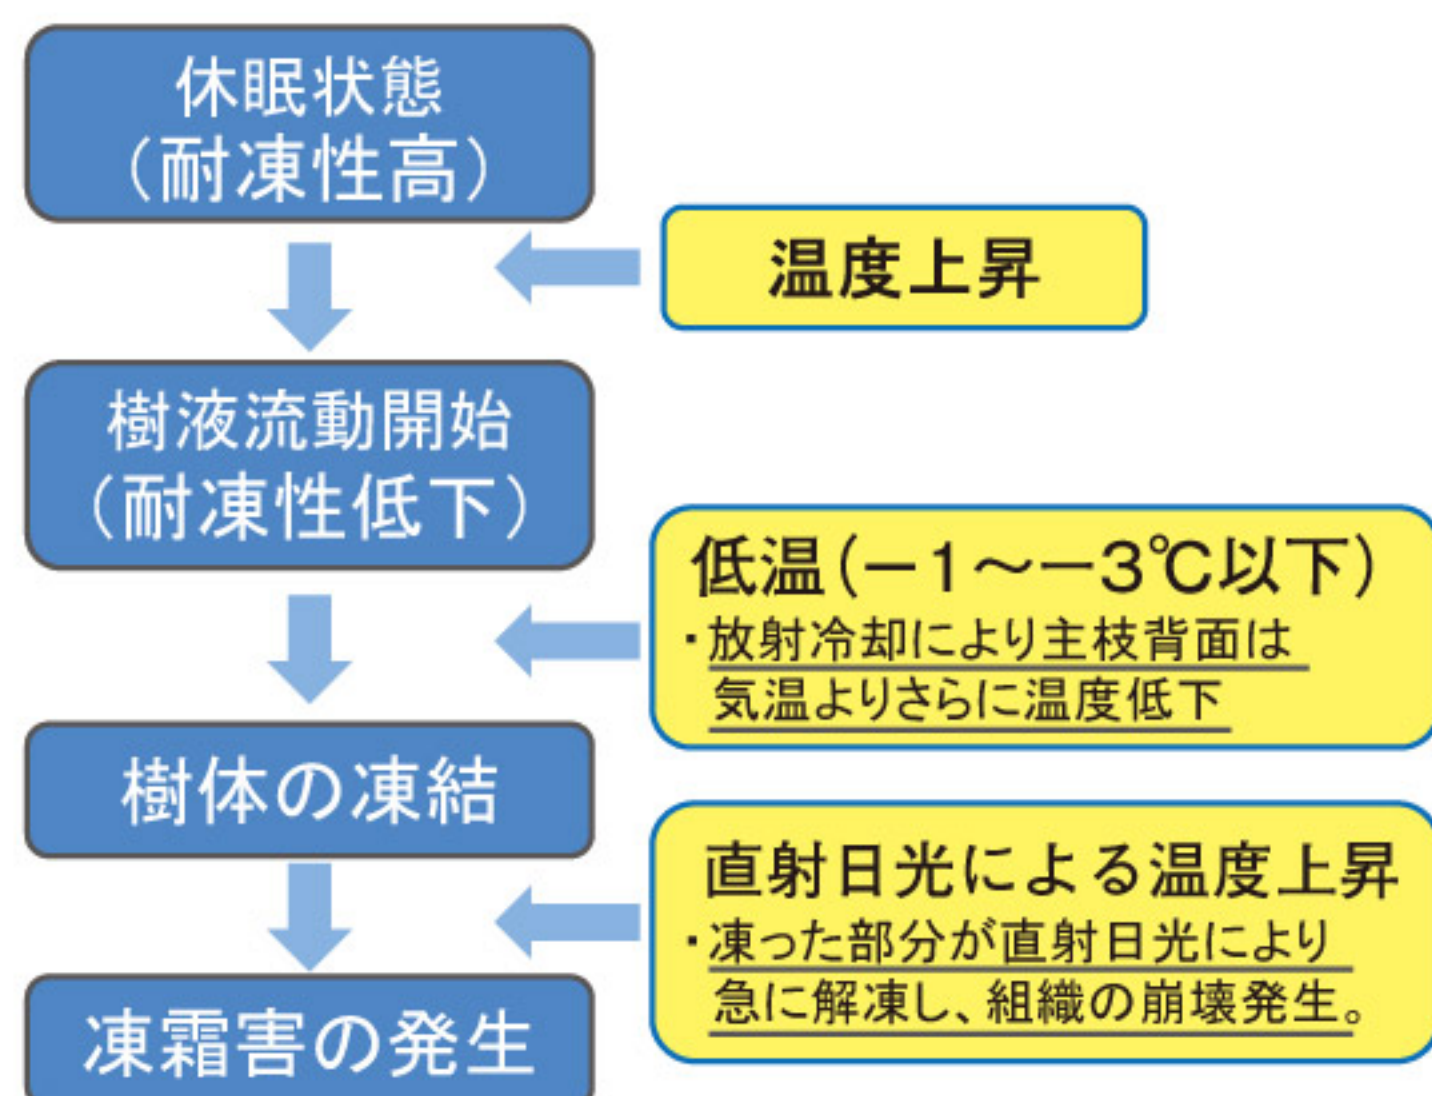 休眠状態
（耐凍性高）
温度上昇
樹液流動開始
（耐凍性低下）
低温（－1～－3℃以下）
・放射冷却により主枝背面は
気温よりさらに温度低下
樹体の凍結
直射日光による温度上昇
・凍った部分が直射日光により
急に解凍し、組織の崩壊発生。
凍霜害の発生